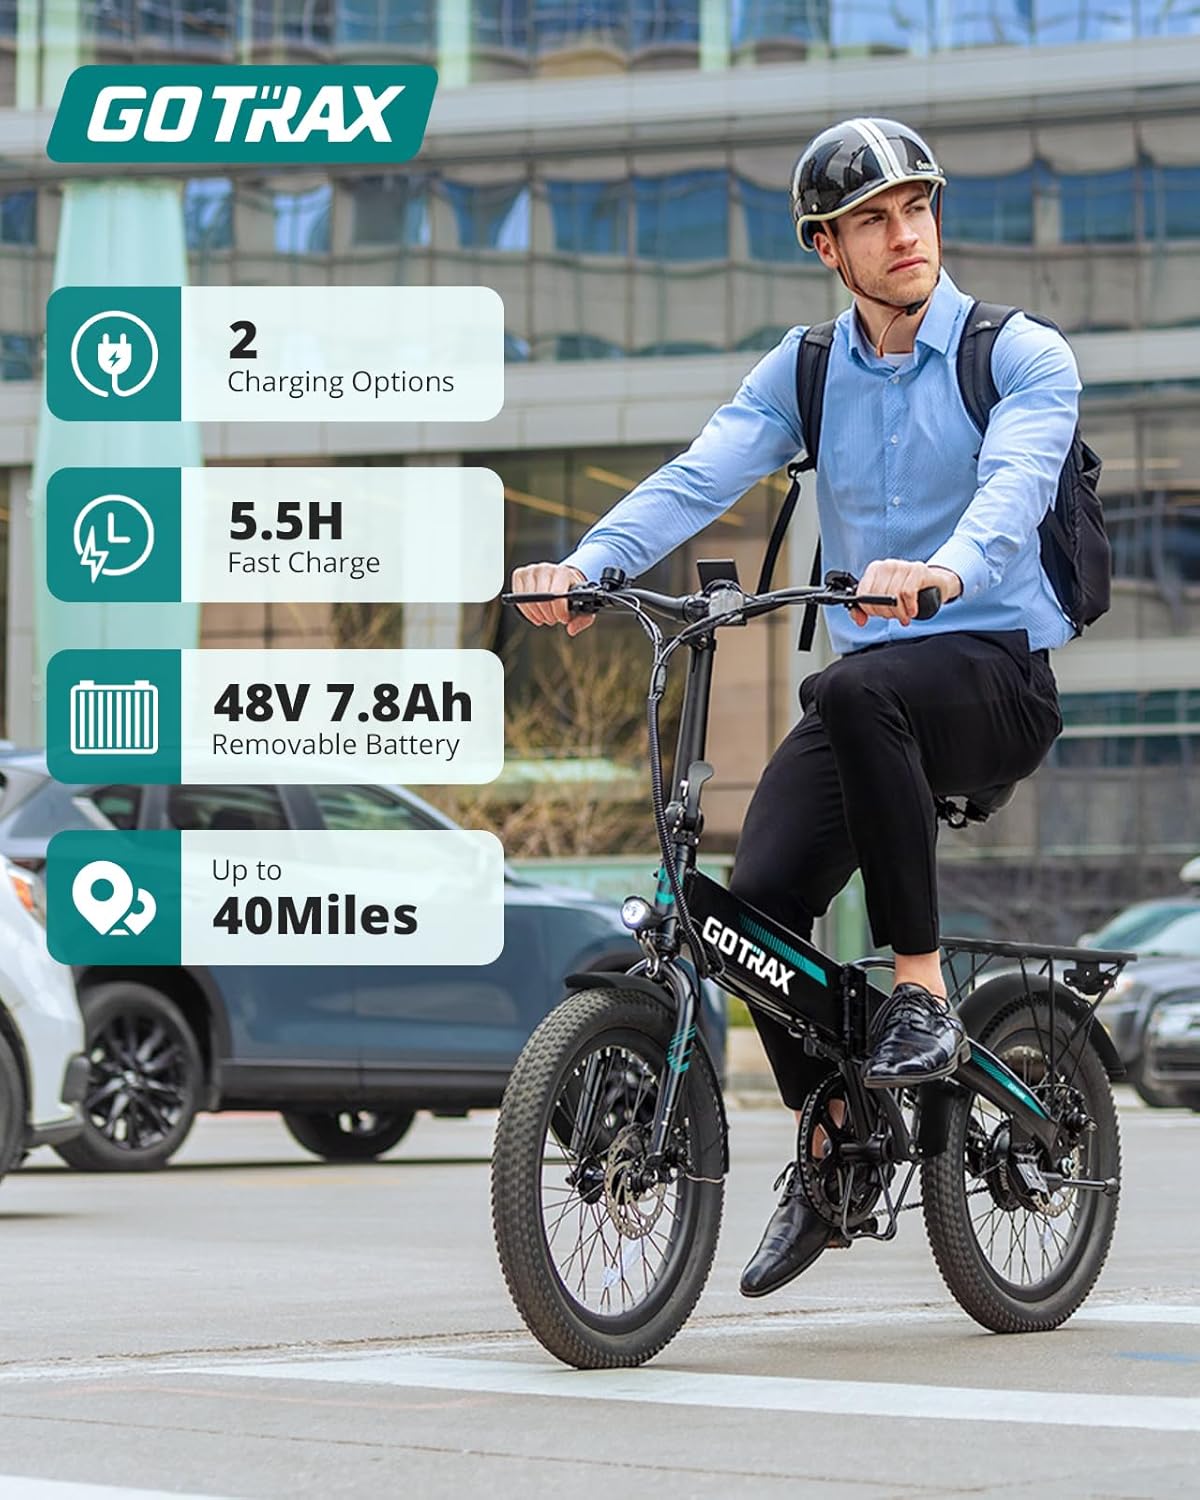 GOTRAX
2
Charging Options
5.5H
Fast Charge
48V 7.8Ah
Removable Battery
Up to
40Miles
GOTRAX